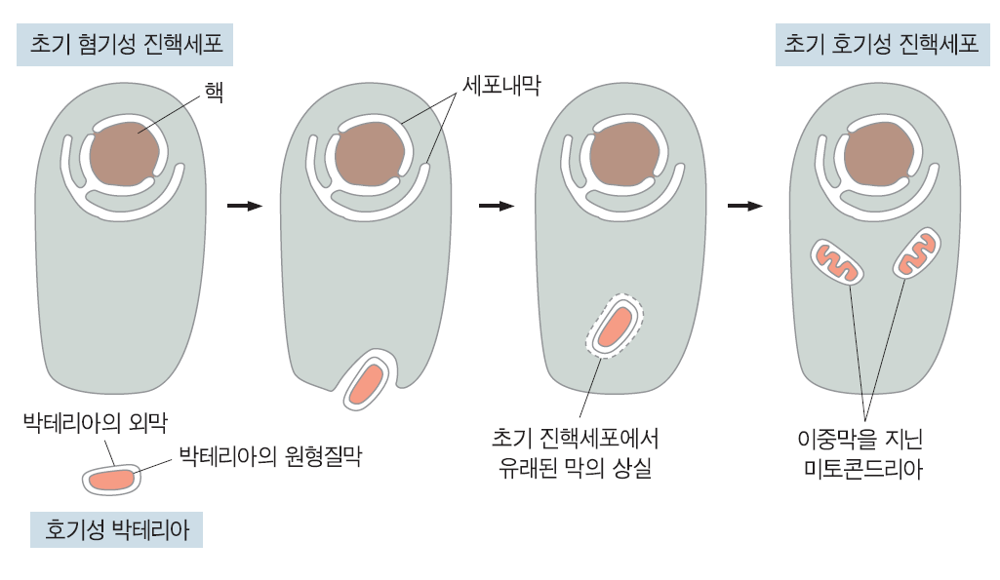 초기 혐기성 진핵세포
초기 호기성 진핵세포
핵
세포내막
박테리아의 외막
박테리아의 원형질막
호기성 박테리아
초기 진핵세포에서
유래된 막의 상실
이중막을 지닌
미토콘드리아